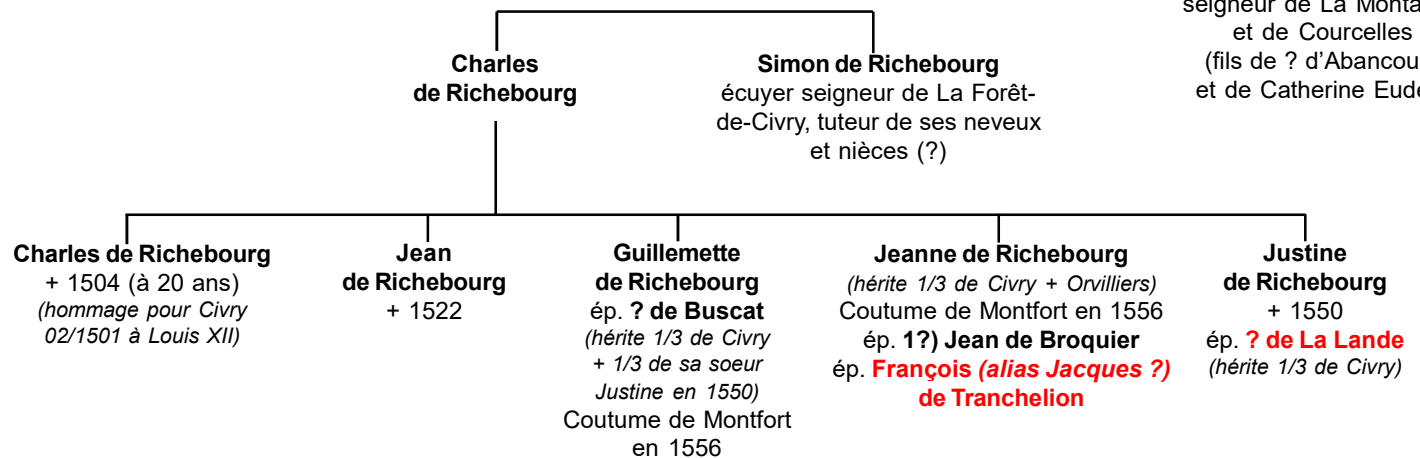 seigneur de La Monta
et de Courcelles
(fils de ? d'Abancou
et de Catherine Eude
Charles
de Richebourg
Simon de Richebourg
écuyer seigneur de La Forêt-
de-Civry, tuteur de ses neveux
et nièces (?)
Charles de Richebourg
+ 1504 (à 20 ans)
(hommage pour Civry
02/1501 à Louis XII)
Jean
de Richebourg
+ 1522
Guillemette
de Richebourg
ép. ? de Buscat
(hérite 1/3 de Civry
+ 1/3 de sa soeur
Justine en 1550)
Coutume de Montfort
en 1556
Jeanne de Richebourg
(hérite 1/3 de Civry + Orvilliers)
Coutume de Montfort en 1556
ép. 1?) Jean de Broquier
ép. François (alias Jacques ?)
de Tranchelion
Justine
de Richebourg
+ 1550
ép. ? de La Lande
(hérite 1/3 de Civry)